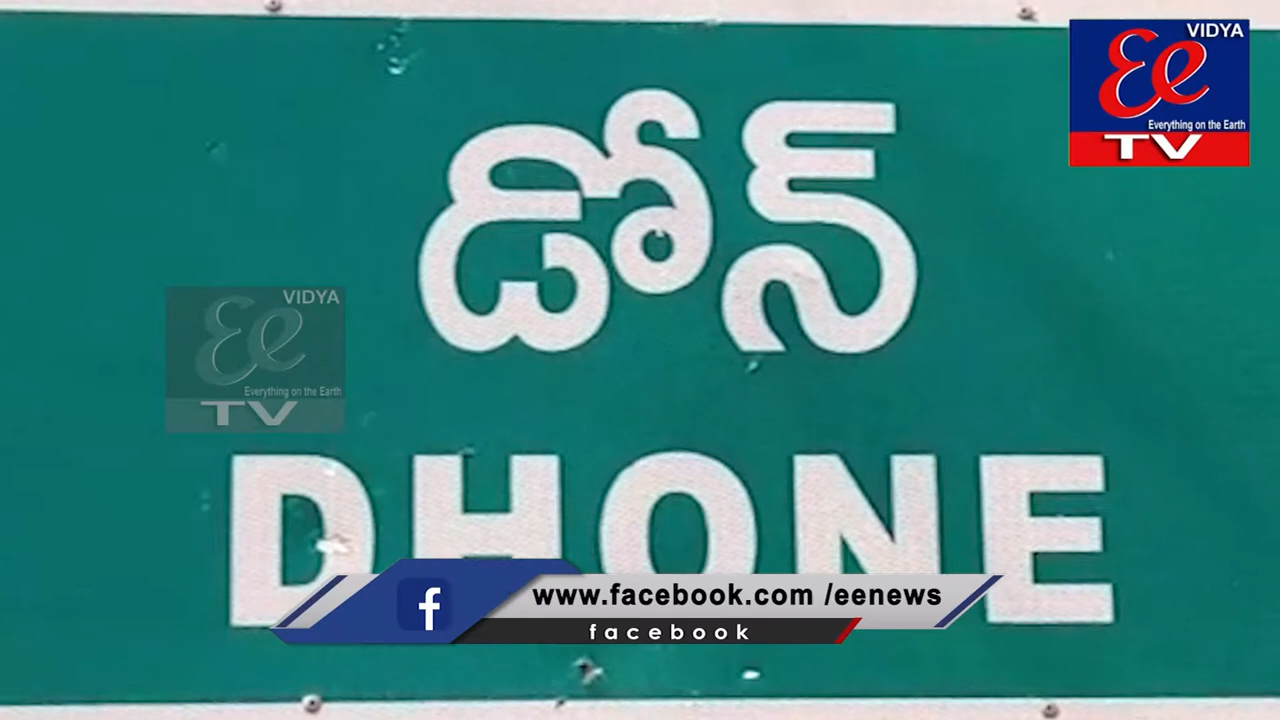 VIDYA
Ee
Everything on the Earth
TV
డోన్
VIDYA
Ee
Everything on the Earth
TV
DHONE
www.facebook.com /eenews
facebook